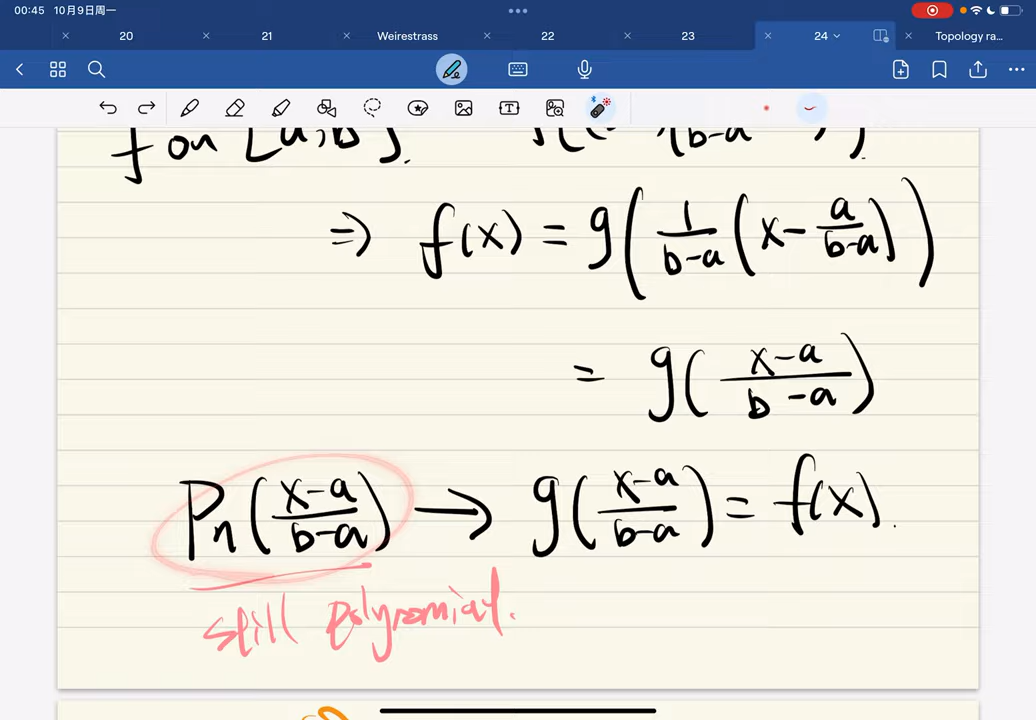 00:45 10月9日周一
20 21 Weirestrass 22 23 24 Topology ra...
f on [a, b].
⇒ f(x) = g(1/(b-a) (x - a/(b-a)))
= g((x-a)/(b-a))
Pn((x-a)/(b-a)) → g((x-a)/(b-a)) = f(x).
still polynomial.